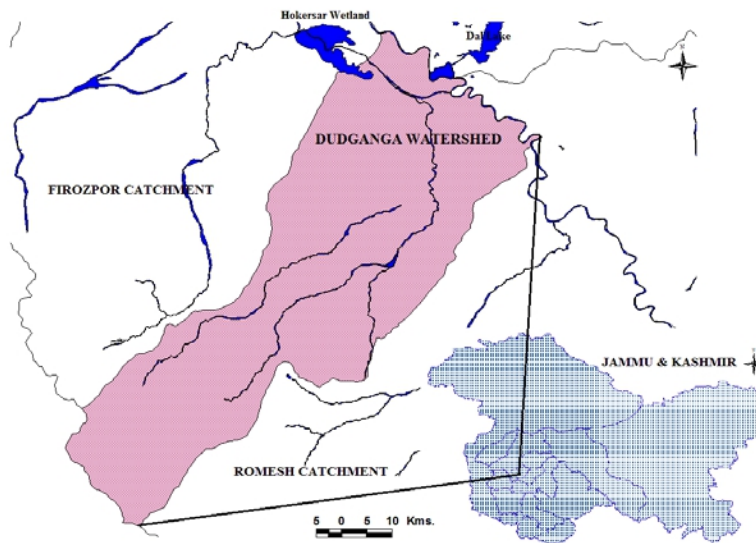 Hokersar Wetland
Dal Lake
N
DUDGANGA WATERSHED
FIROZPOR CATCHMENT
JAMMU & KASHMIR
ROMESH CATCHMENT
5 0 5 10 Kms.